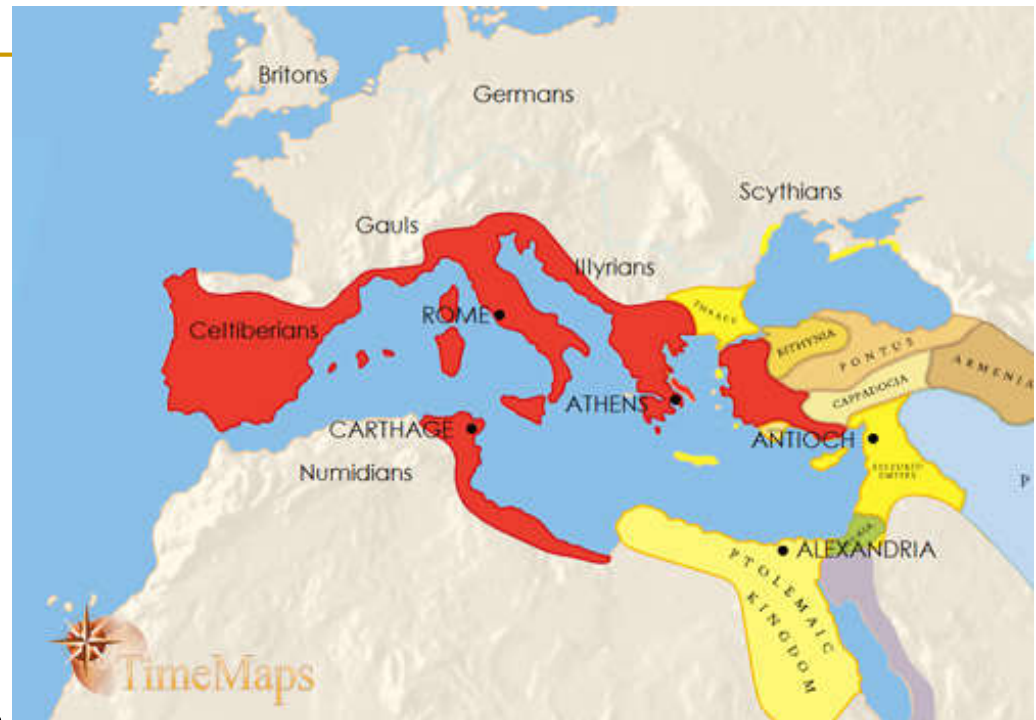 Britons
Germans
Scythians
Gauls
Illyrians
THRACE
ROME
Celtiberians
BITHYNIA
PONTUS
ARMENIA
CAPPADOCIA
ATHENS
CARTHAGE
ANTIOCH
Numidians
SELEUCID
EMPIRE
P
ALEXANDRIA
PTOLEMAIC
KINGDOM
TimeMaps